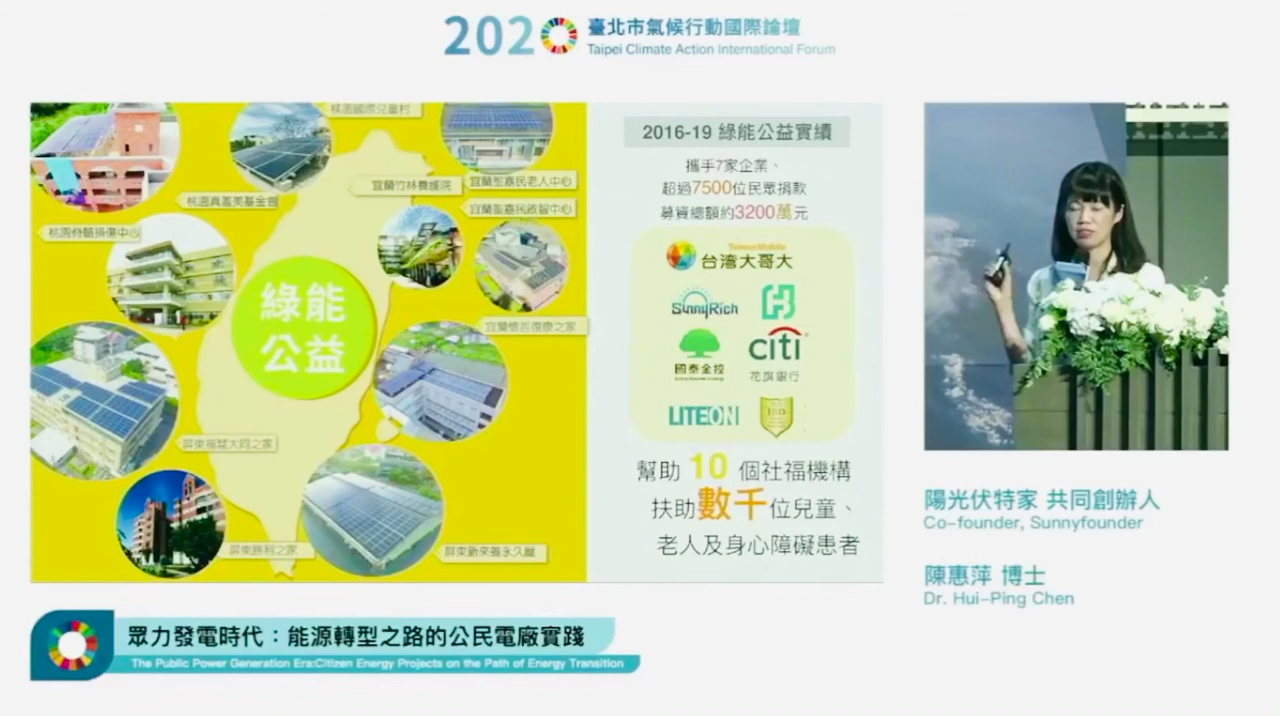 2020 臺北市氣候行動國際論壇
Taipei Climate Action International Forum
桃園國際兒童村
宜蘭竹林養護院
宜蘭聖嘉民老人中心
桃園真善美基金會
宜蘭聖嘉民啟智中心
桃園脊髓損傷中心
綠能
公益
宜蘭懷哲復康之家
屏東福慧大同之家
屏東勝利之家
屏東新來義永久屋
2016-19 綠能公益實績
攜手7家企業、
超過7500位民眾捐款
募資總額約3200萬元
Taiwan Mobile
台灣大哥大
SunnyRich
國泰金控
citi
花旗銀行
LITEON
幫助 10 個社福機構
扶助數千位兒童、
老人及身心障礙患者
陽光伏特家 共同創辦人
Co-founder, Sunnyfounder
陳惠萍 博士
Dr. Hui-Ping Chen
眾力發電時代：能源轉型之路的公民電廠實踐
The Public Power Generation Era:Citizen Energy Projects on the Path of Energy Transition